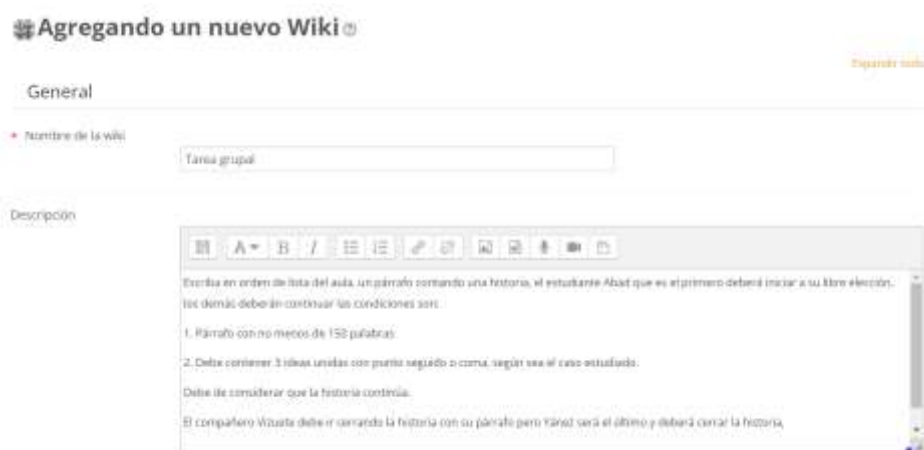 Agregando un nuevo Wiki
Expandir todo
General
Nombre de la wiki
Tarea grupal
Descripción
A B I
Escriba en orden de lista del aula, un párrafo contando una historia, el estudiante Abad que es el primero deberá iniciar a su libre elección,
los demás deberán continuar las condiciones son:
1. Párrafo con no menos de 150 palabras
2. Debe contener 3 ideas unidas con punto seguido o coma, según sea el caso estudiado.
Debe de considerar que la historia continúa.
El compañero Vizuete debe ir cerrando la historia con su párrafo pero Yánez será el último y deberá cerrar la historia,